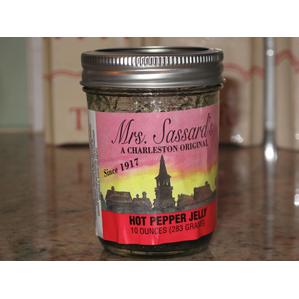 Mrs. Sassard's
A CHARLESTON ORIGINAL
Since 1917
HOT PEPPER JELLY
10 OUNCES (283 GRAMS)